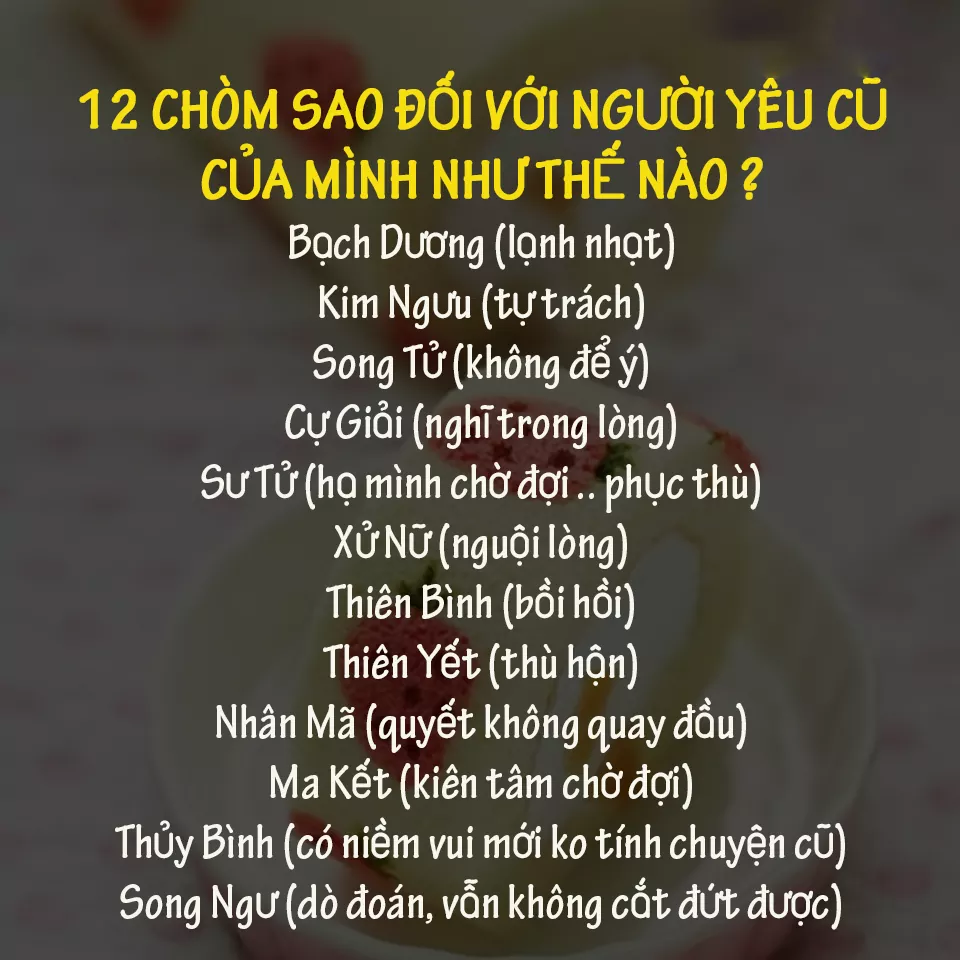 12 CHÒM SAO ĐỐI VỚI NGƯỜI YÊU CŨ
CỦA MÌNH NHƯ THẾ NÀO ?
Bạch Dương (lạnh nhạt)
Kim Ngưu (tự trách)
Song Tử (không để ý)
Cự Giải (nghĩ trong lòng)
Sư Tử (hạ mình chờ đợi .. phục thù)
Xử Nữ (nguội lòng)
Thiên Bình (bồi hồi)
Thiên Yết (thù hận)
Nhân Mã (quyết không quay đầu)
Ma Kết (kiên tâm chờ đợi)
Thủy Bình (có niềm vui mới ko tính chuyện cũ)
Song Ngư (dò đoán, vẫn không cắt đứt được)